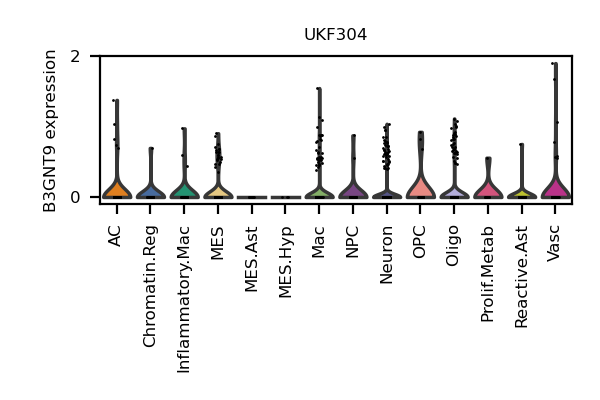 UKF304
B3GNT9 expression
2
0
AC
Chromatin.Reg
Inflammatory.Mac
MES
MES.Ast
MES.Hyp
Mac
NPC
Neuron
OPC
Oligo
Prolif.Metab
Reactive.Ast
Vasc